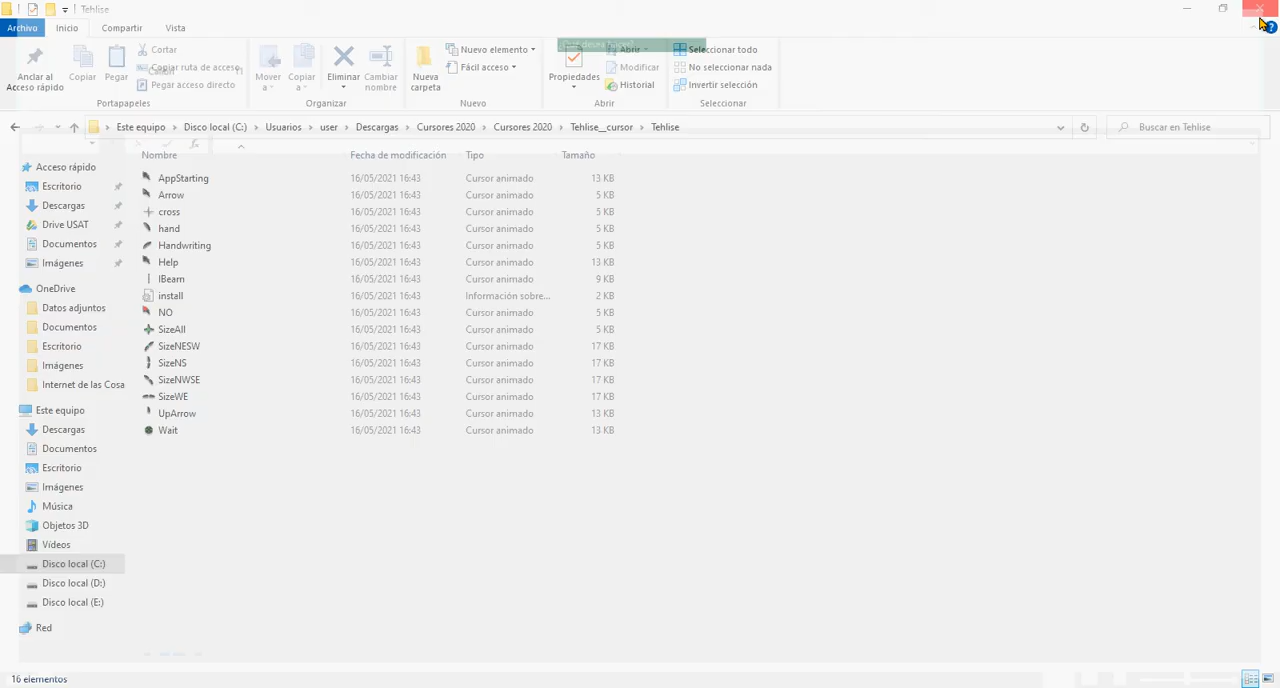 Tehlise
Archivo Inicio Compartir Vista
Anclar al Acceso rápido
Copiar
Pegar
Cortar
Copiar ruta de acceso
Pegar acceso directo
Portapapeles
Mover a
Copiar a
Eliminar
Cambiar nombre
Organizar
Nueva carpeta
Nuevo elemento
Fácil acceso
Nuevo
Propiedades
Abrir
Modificar
Historial
Abrir
Seleccionar todo
No seleccionar nada
Invertir selección
Seleccionar
Este equipo > Disco local (C:) > Usuarios > user > Descargas > Cursores 2020 > Cursores 2020 > Tehlise__cursor > Tehlise
Buscar en Tehlise
Nombre Fecha de modificación Tipo Tamaño
AppStarting 16/05/2021 16:43 Cursor animado 13 KB
Arrow 16/05/2021 16:43 Cursor animado 5 KB
cross 16/05/2021 16:43 Cursor animado 5 KB
hand 16/05/2021 16:43 Cursor animado 5 KB
Handwriting 16/05/2021 16:43 Cursor animado 5 KB
Help 16/05/2021 16:43 Cursor animado 13 KB
IBeam 16/05/2021 16:43 Cursor animado 9 KB
install 16/05/2021 16:43 Información sobre... 2 KB
NO 16/05/2021 16:43 Cursor animado 5 KB
SizeAll 16/05/2021 16:43 Cursor animado 5 KB
SizeNESW 16/05/2021 16:43 Cursor animado 17 KB
SizeNS 16/05/2021 16:43 Cursor animado 17 KB
SizeNWSE 16/05/2021 16:43 Cursor animado 17 KB
SizeWE 16/05/2021 16:43 Cursor animado 17 KB
UpArrow 16/05/2021 16:43 Cursor animado 13 KB
Wait 16/05/2021 16:43 Cursor animado 13 KB
Acceso rápido
Escritorio
Descargas
Drive USAT
Documentos
Imágenes
OneDrive
Datos adjuntos
Documentos
Escritorio
Imágenes
Internet de las Cosa
Este equipo
Descargas
Documentos
Escritorio
Imágenes
Música
Objetos 3D
Vídeos
Disco local (C:)
Disco local (D:)
Disco local (E:)
Red
16 elementos